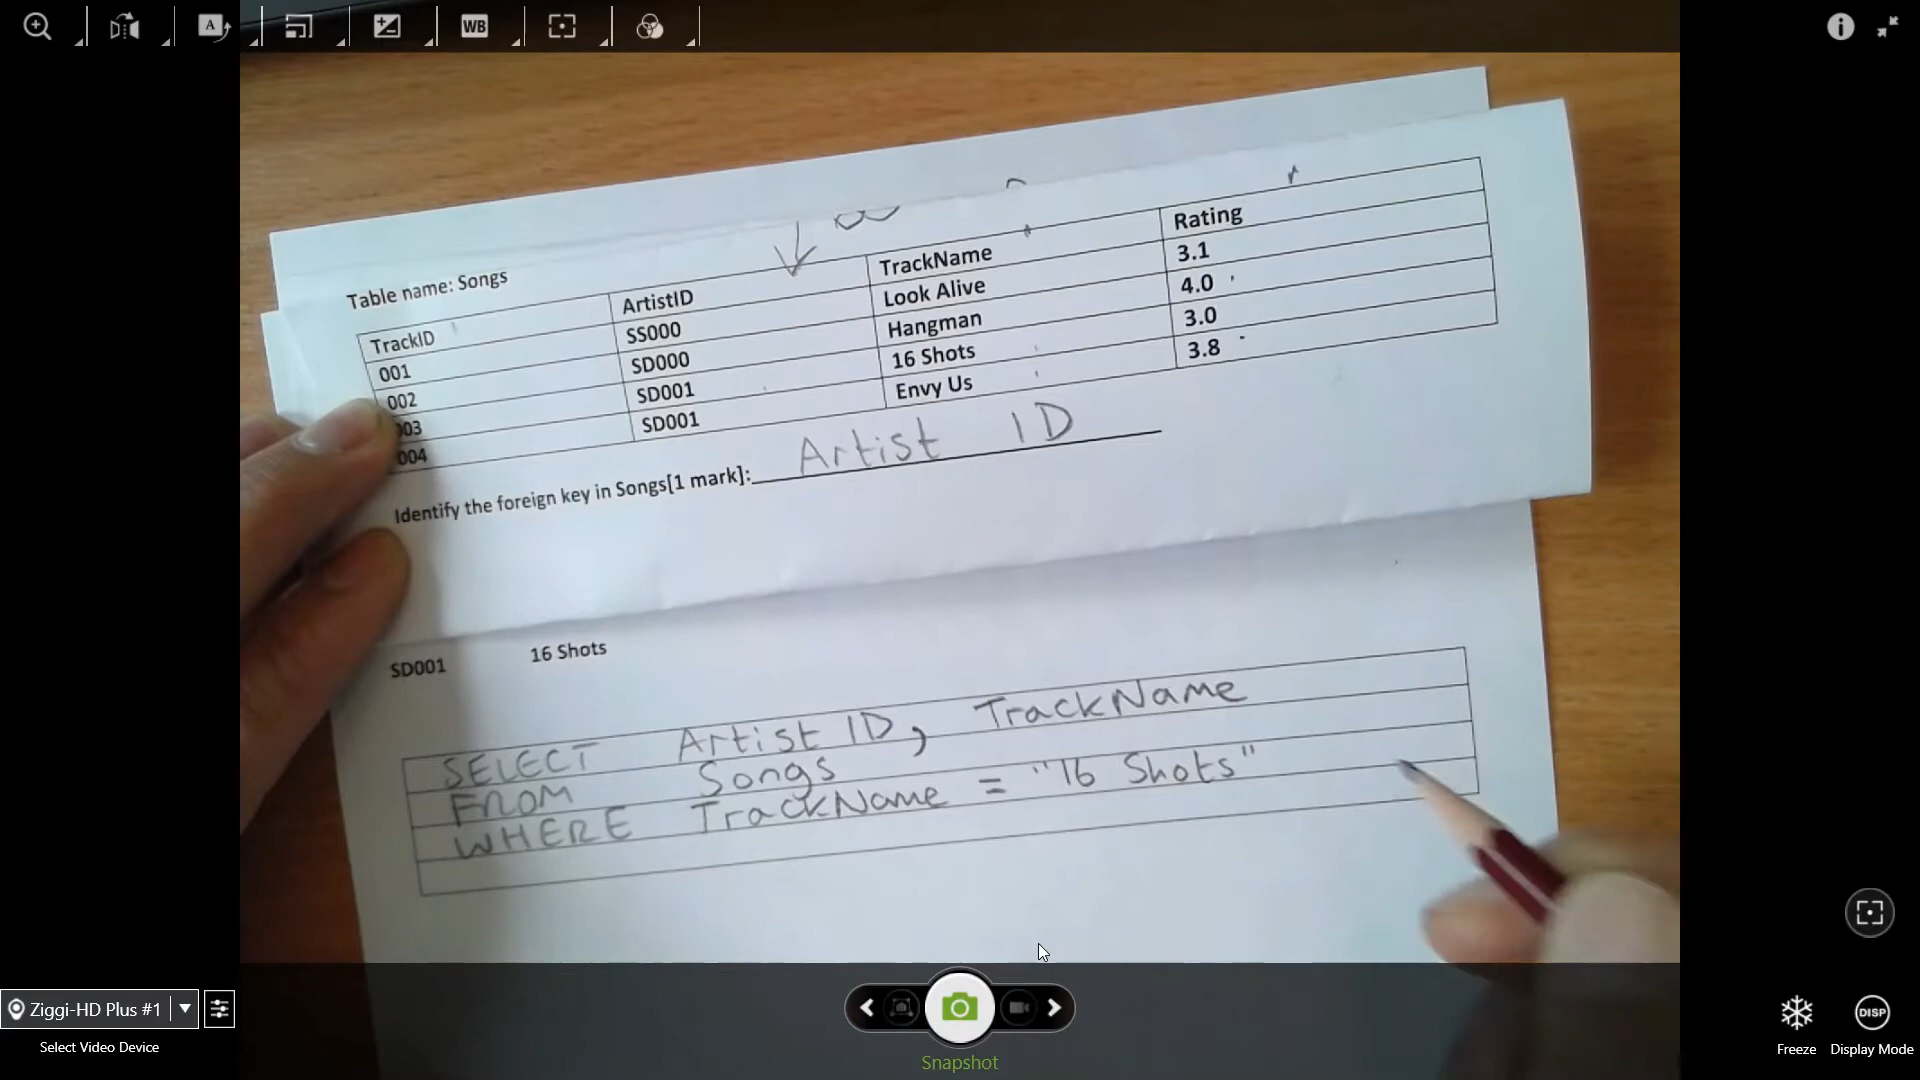 A
WB
i
Table name: Songs
TrackID ArtistID TrackName Rating
001 SS000 Look Alive 3.1
002 SD000 Hangman 4.0
003 SD001 16 Shots 3.0
004 SD001 Envy Us 3.8
Identify the foreign key in Songs[1 mark]: Artist ID
SD001 16 Shots
SELECT Artist ID, TrackName
FROM Songs
WHERE TrackName = "16 Shots"
Ziggi-HD Plus #1
Select Video Device
Snapshot
Freeze
DISP
Display Mode